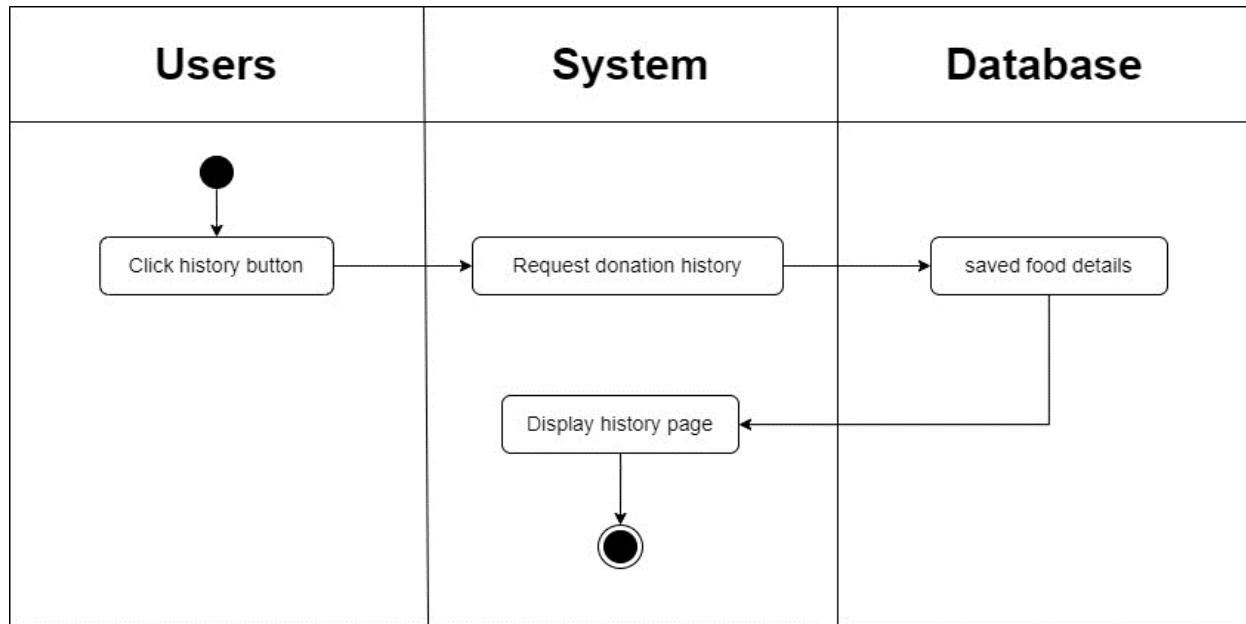 Users
System
Database
Click history button
Request donation history
saved food details
Display history page